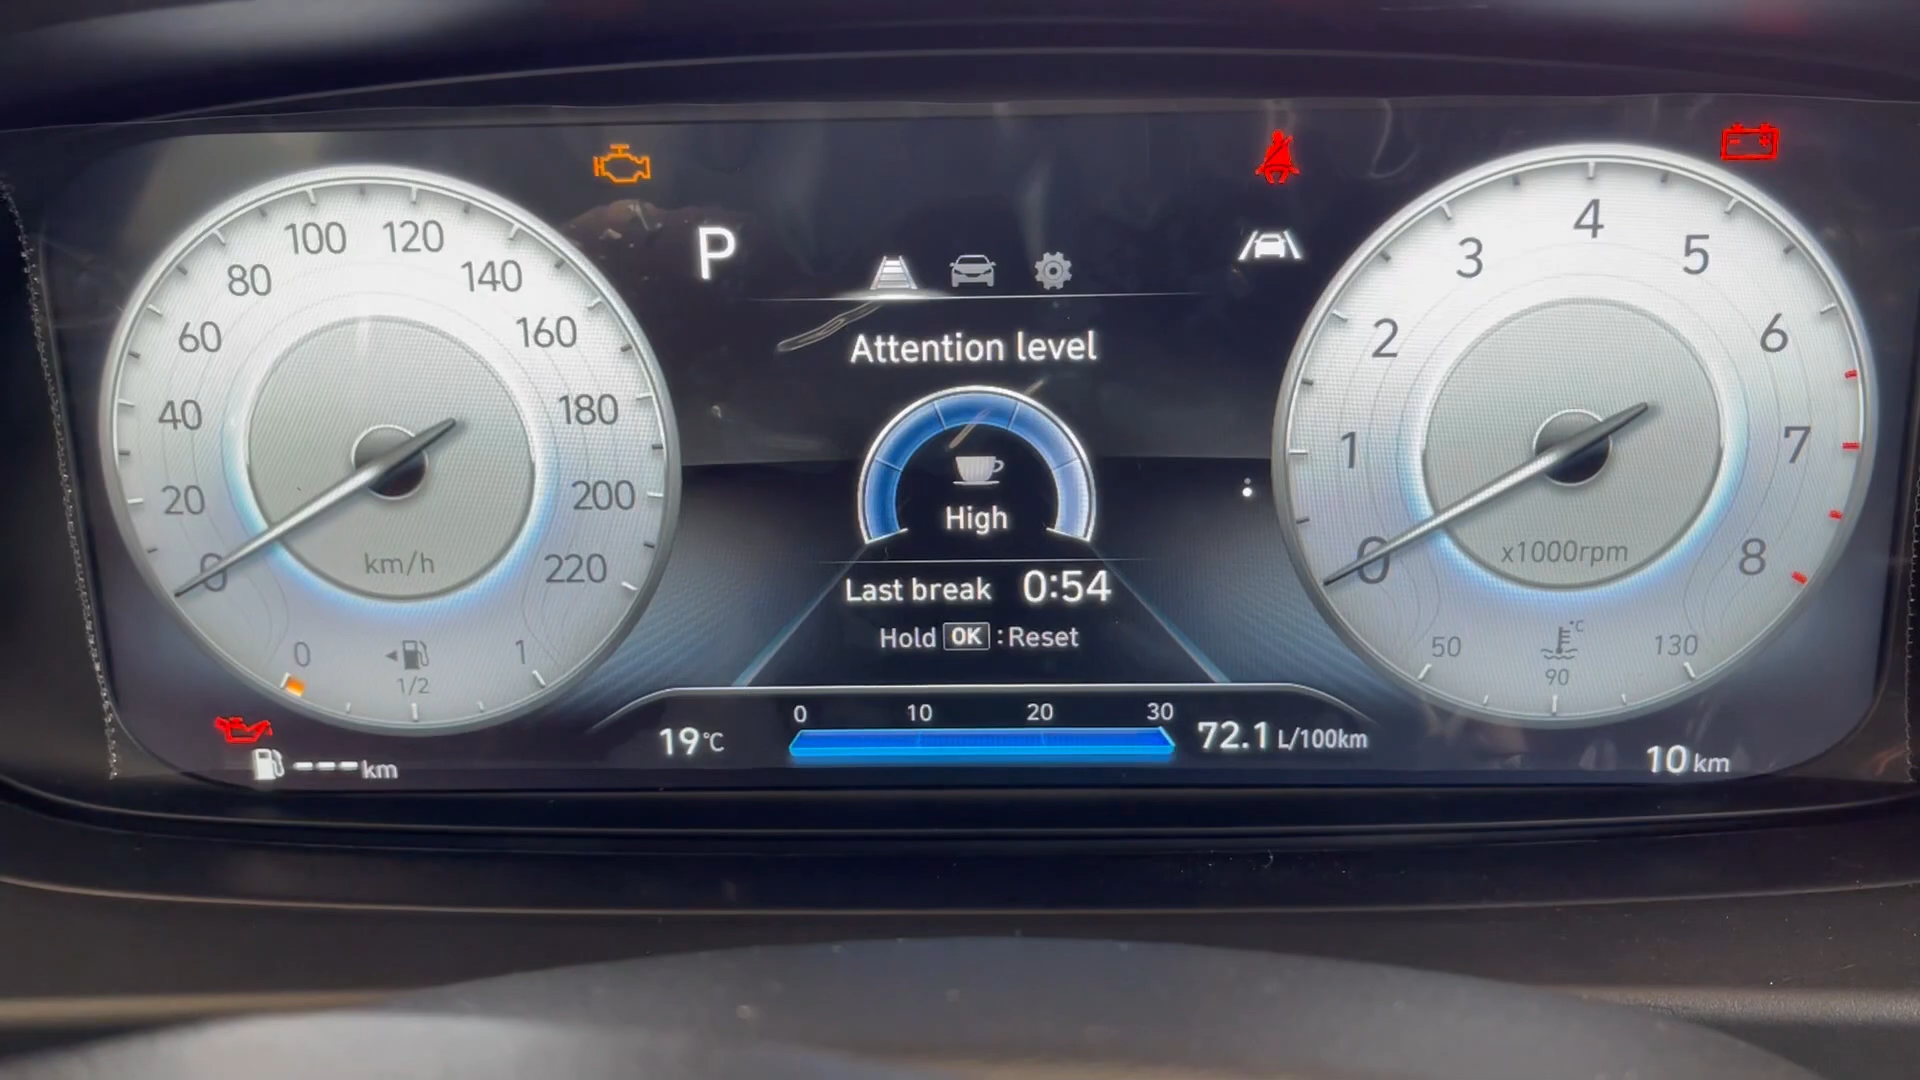 0
20
40
60
80
100
120
140
160
180
200
220
km/h
0
1/2
1
--- km
P
Attention level
High
Last break 0:54
Hold OK : Reset
19°C
0 10 20 30
72.1 L/100km
0
1
2
3
4
5
6
7
8
x1000rpm
50
°C
90
130
10 km